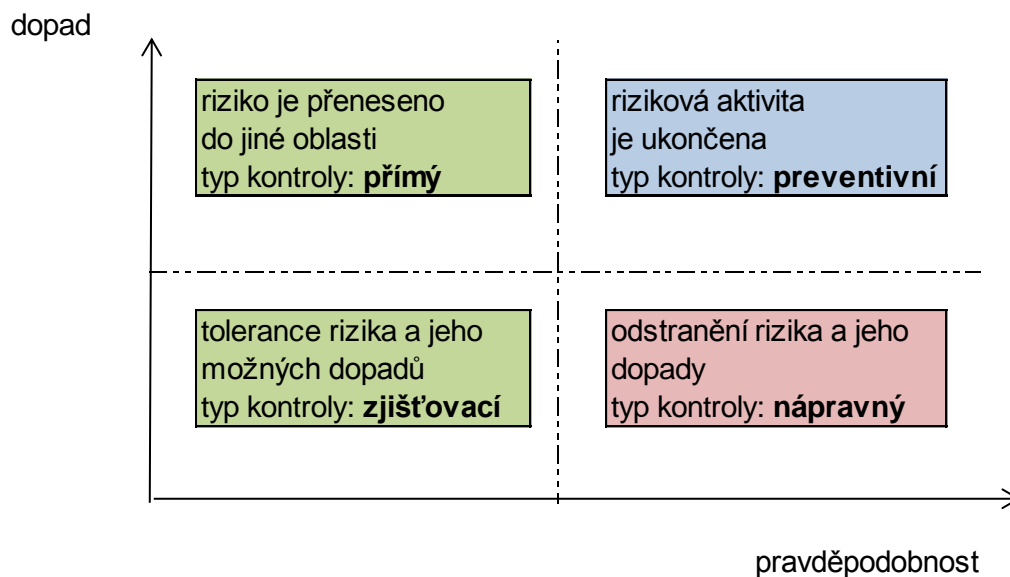 dopad
riziko je přeneseno
do jiné oblasti
typ kontroly: přímý
riziková aktivita
je ukončena
typ kontroly: preventivní
tolerance rizika a jeho
možných dopadů
typ kontroly: zjišťovací
odstranění rizika a jeho
dopady
typ kontroly: nápravný
pravděpodobnost